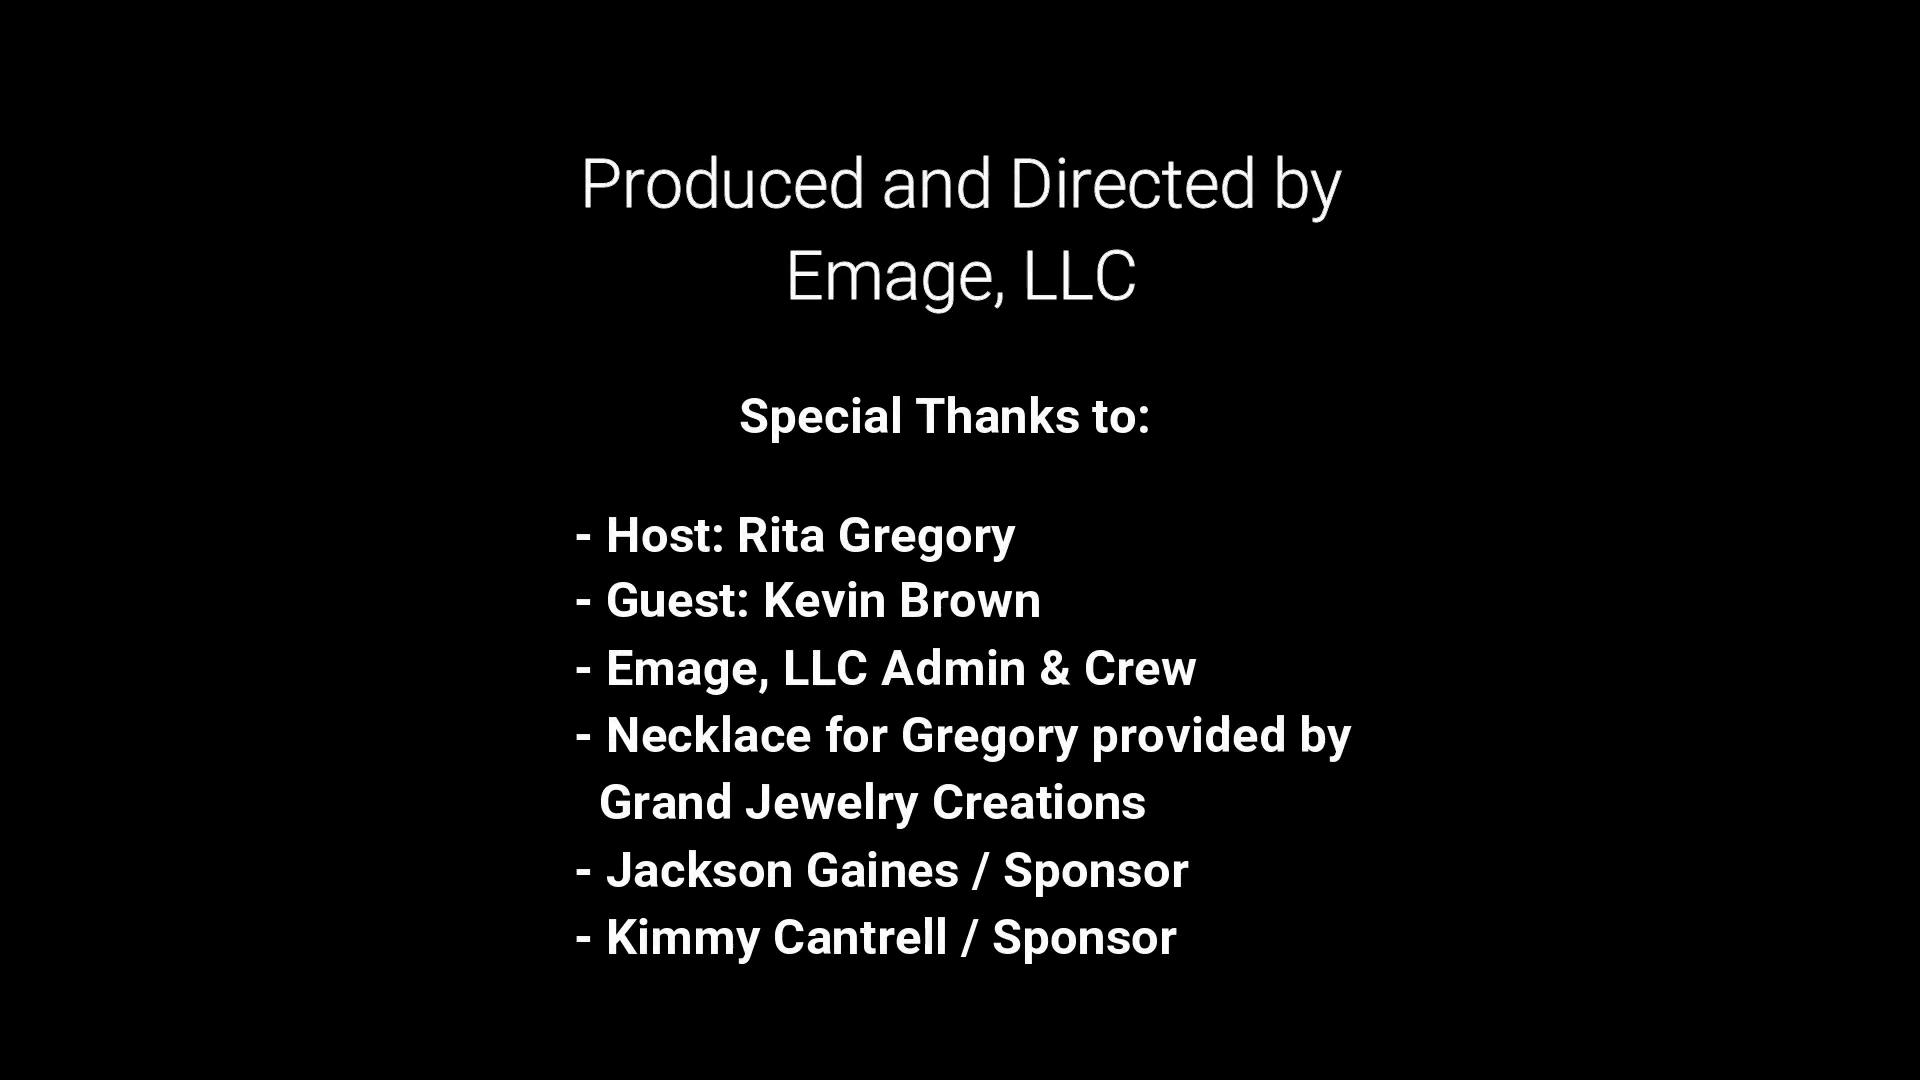 Produced and Directed by
Emage, LLC
Special Thanks to:
- Host: Rita Gregory
- Guest: Kevin Brown
- Emage, LLC Admin & Crew
- Necklace for Gregory provided by
Grand Jewelry Creations
- Jackson Gaines / Sponsor
- Kimmy Cantrell / Sponsor